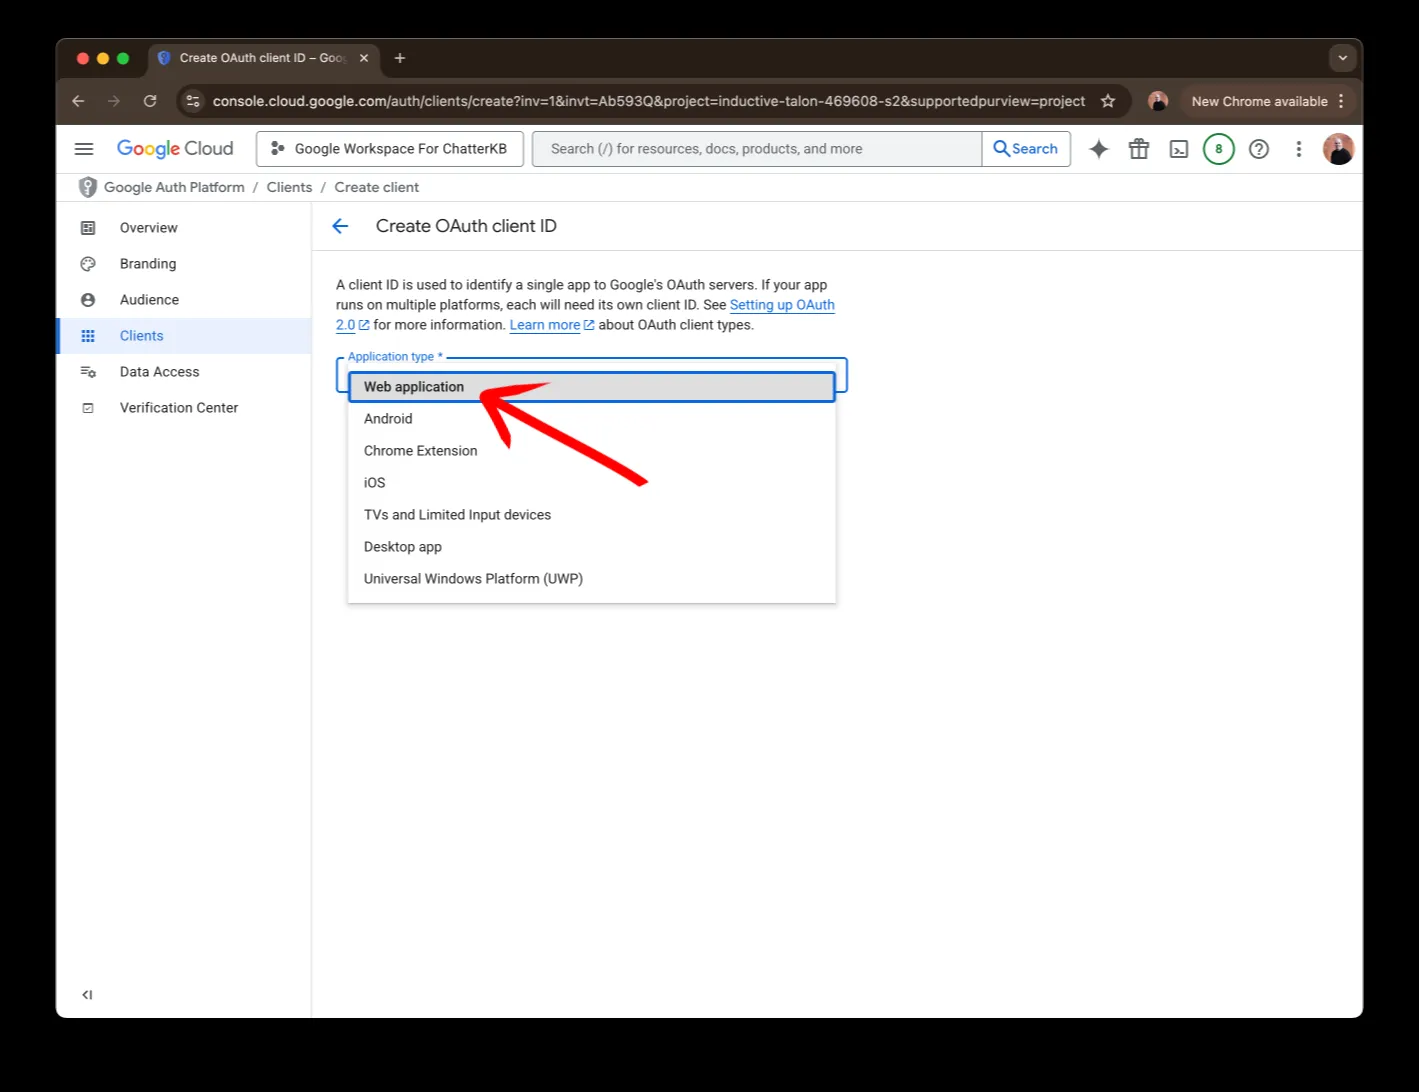 Create OAuth client ID – Goo
console.cloud.google.com/auth/clients/create?inv=1&invt=Ab593Q&project=inductive-talon-469608-s2&supportedpurview=project
New Chrome available
Google Cloud
Google Workspace For ChatterKB
Search (/) for resources, docs, products, and more
Search
8
Google Auth Platform / Clients / Create client
Overview
Branding
Audience
Clients
Data Access
Verification Center
Create OAuth client ID
A client ID is used to identify a single app to Google's OAuth servers. If your app
runs on multiple platforms, each will need its own client ID. See Setting up OAuth
2.0 for more information. Learn more about OAuth client types.
Application type *
Web application
Android
Chrome Extension
iOS
TVs and Limited Input devices
Desktop app
Universal Windows Platform (UWP)